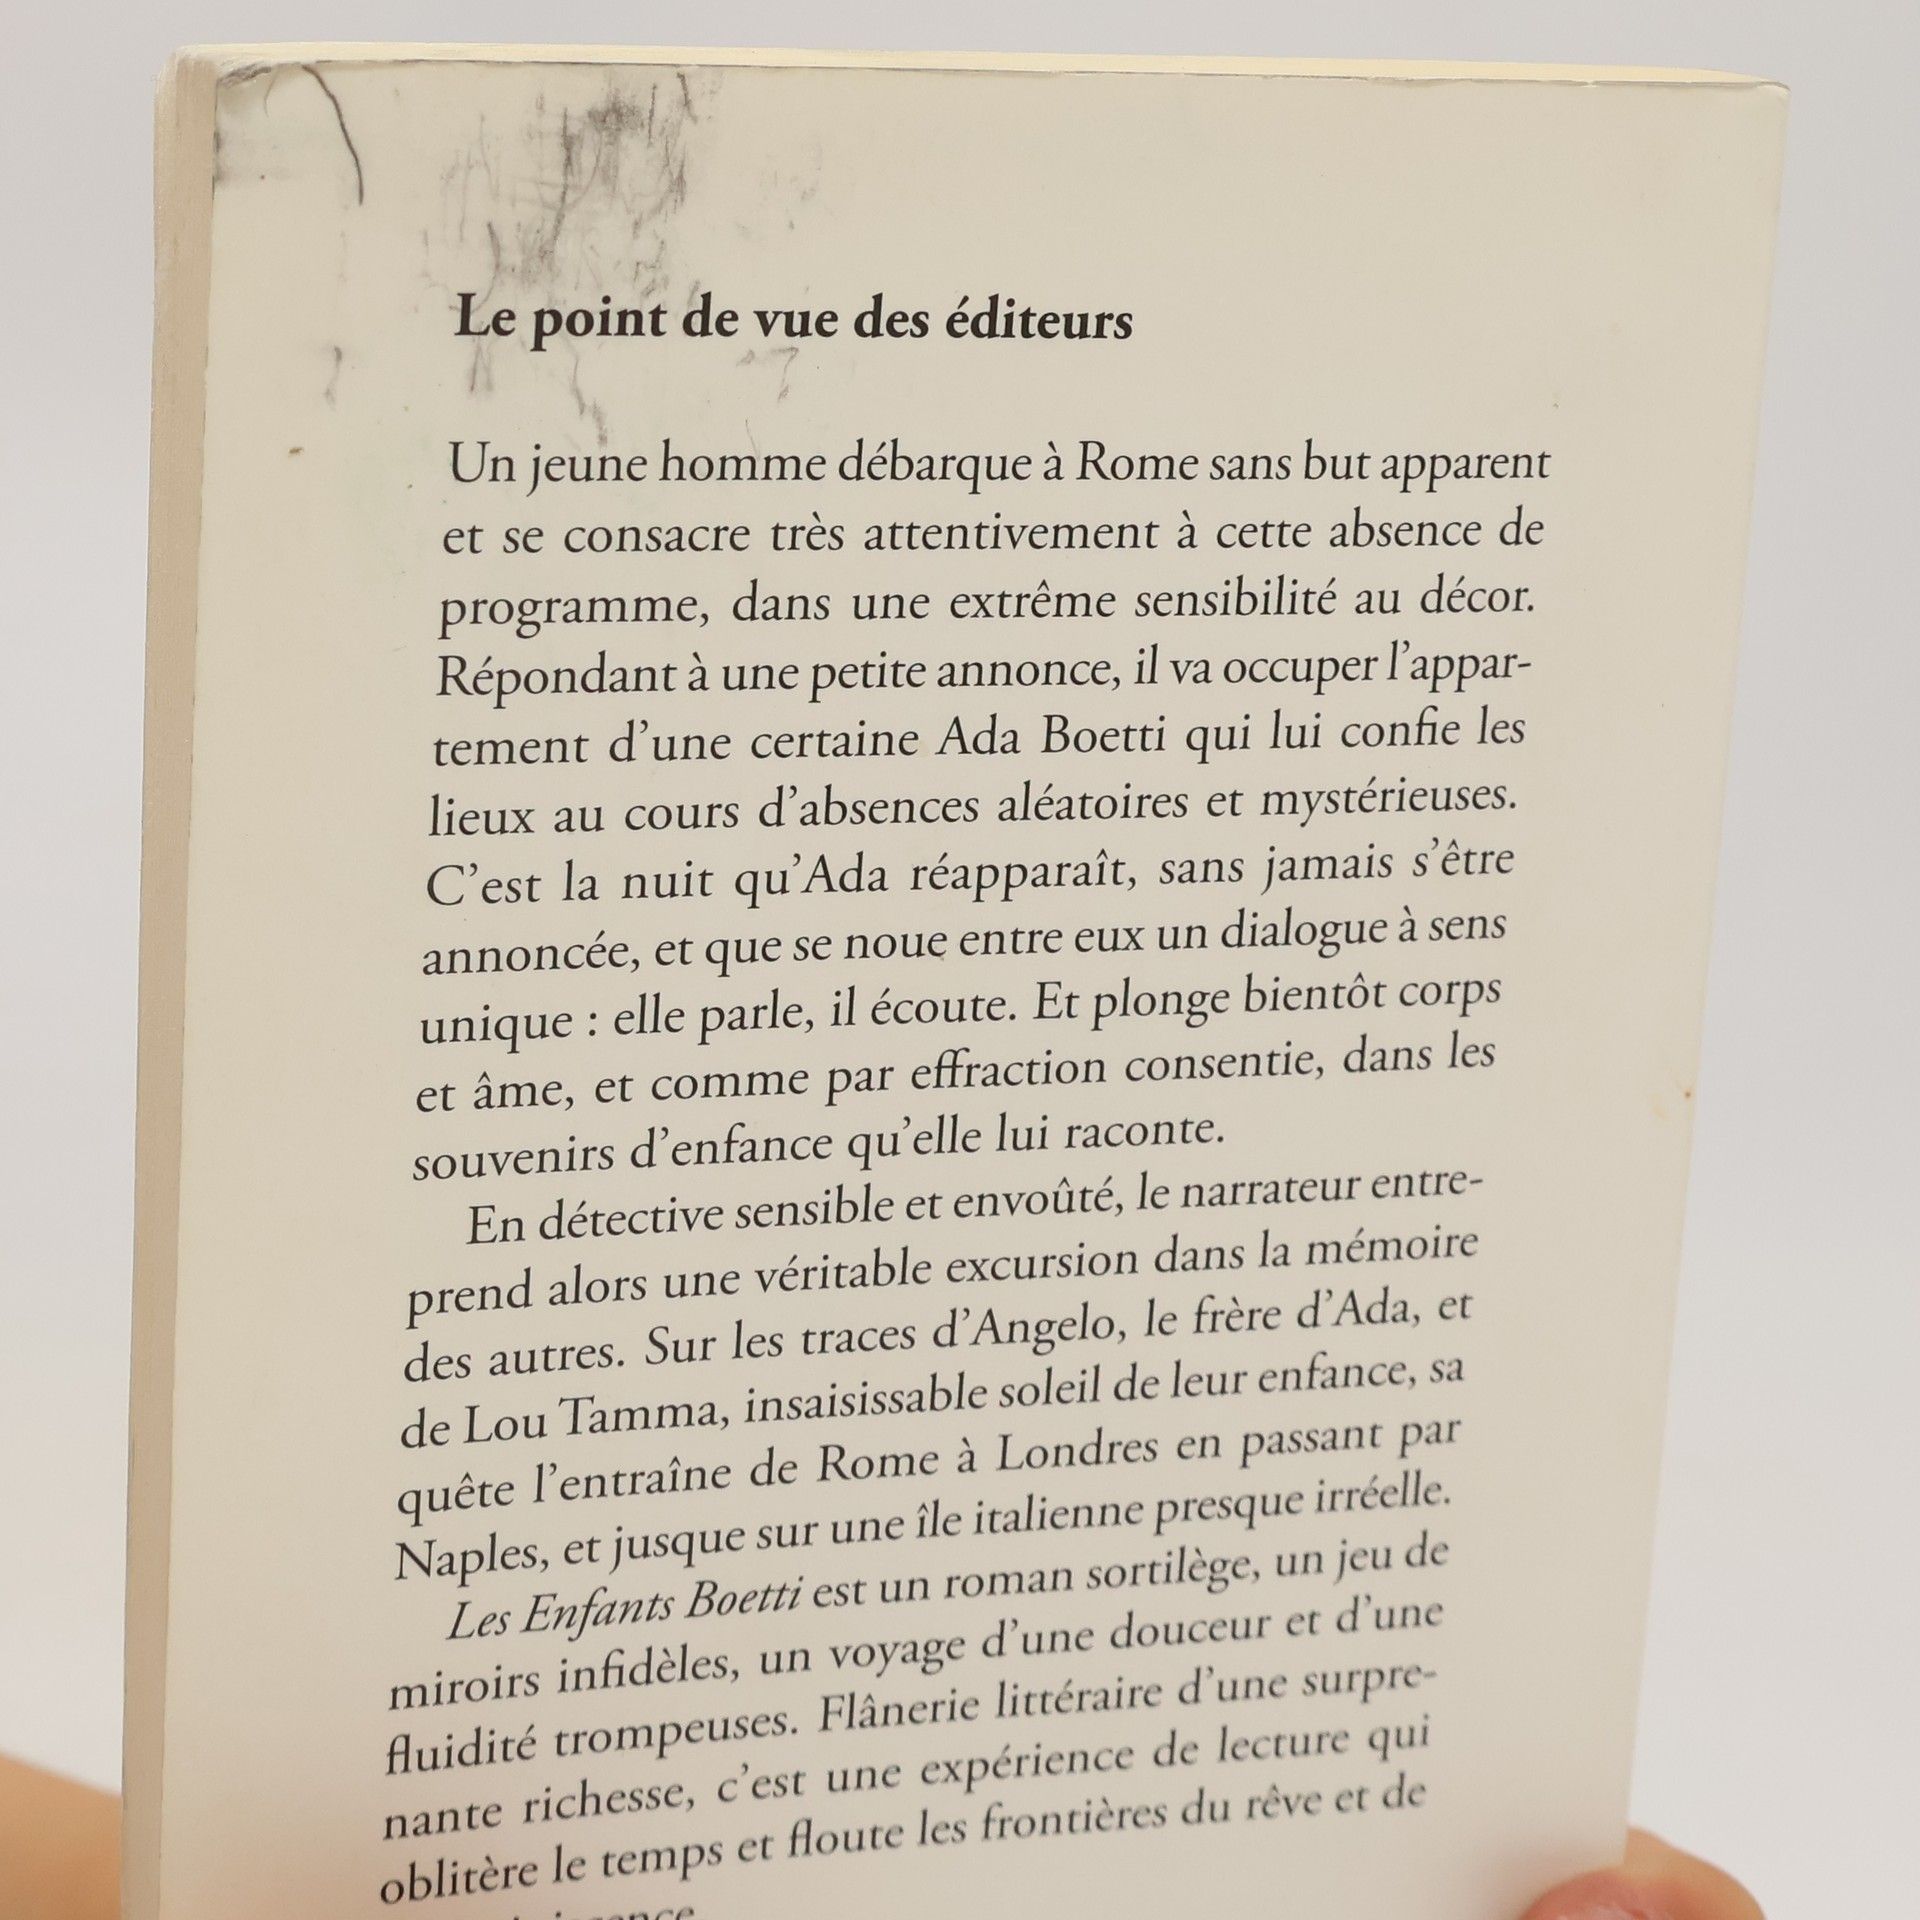 Le point de vue des éditeurs
Un jeune homme débarque à Rome sans but apparent
et se consacre très attentivement à cette absence de
programme, dans une extrême sensibilité au décor.
Répondant à une petite annonce, il va occuper l'appar-
tement d'une certaine Ada Boetti qui lui confie les
lieux au cours d'absences aléatoires et mystérieuses.
C'est la nuit qu'Ada réapparaît, sans jamais s'être
annoncée, et que se noue entre eux un dialogue à sens
unique : elle parle, il écoute. Et plonge bientôt corps
et âme, et comme par effraction consentie, dans les
souvenirs d'enfance qu'elle lui raconte.
En détective sensible et envoûté, le narrateur entre-
prend alors une véritable excursion dans la mémoire
des autres. Sur les traces d'Angelo, le frère d'Ada, et
de Lou Tamma, insaisissable soleil de leur enfance, sa
quête l'entraîne de Rome à Londres en passant par
Naples, et jusque sur une île italienne presque irréelle.
Les Enfants Boetti est un roman sortilège, un jeu de
miroirs infidèles, un voyage d'une douceur et d'une
fluidité trompeuses. Flânerie littéraire d'une surpre-
nante richesse, c'est une expérience de lecture qui
oblitère le temps et floute les frontières du rêve et de